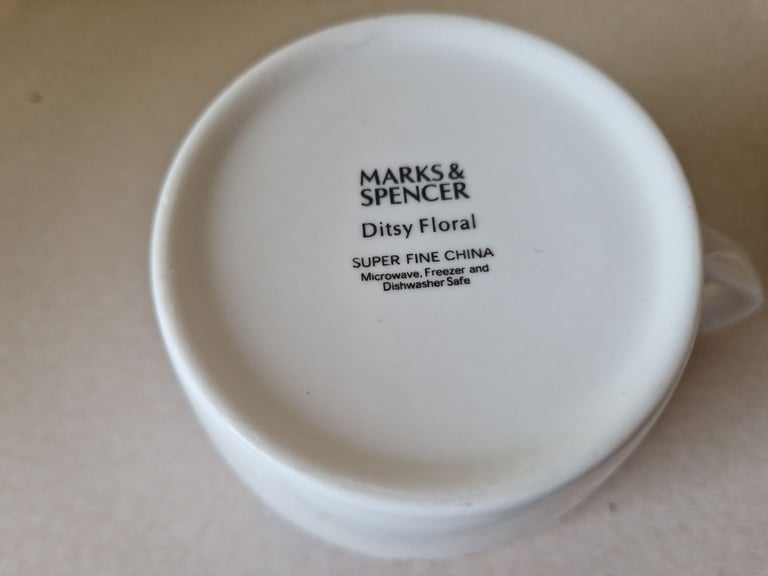 MARKS &
SPENCER
Ditsy Floral
SUPER FINE CHINA
Microwave, Freezer and
Dishwasher Safe